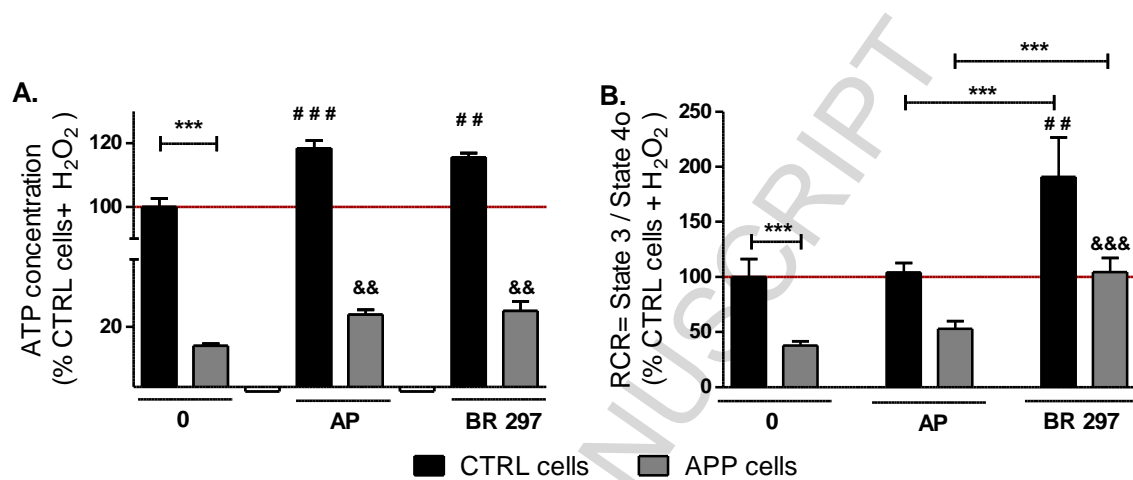 A.
ATP concentration
(% CTRL cells+ H2O2 )
120
100
20
***
# # #
# #
&&
&&
0
AP
BR 297
B.
RCR= State 3 / State 4o
(% CTRL cells + H2O2 )
250
200
150
100
50
0
***
***
***
# #
&&&
0
AP
BR 297
CTRL cells
APP cells
NUSCRIPT